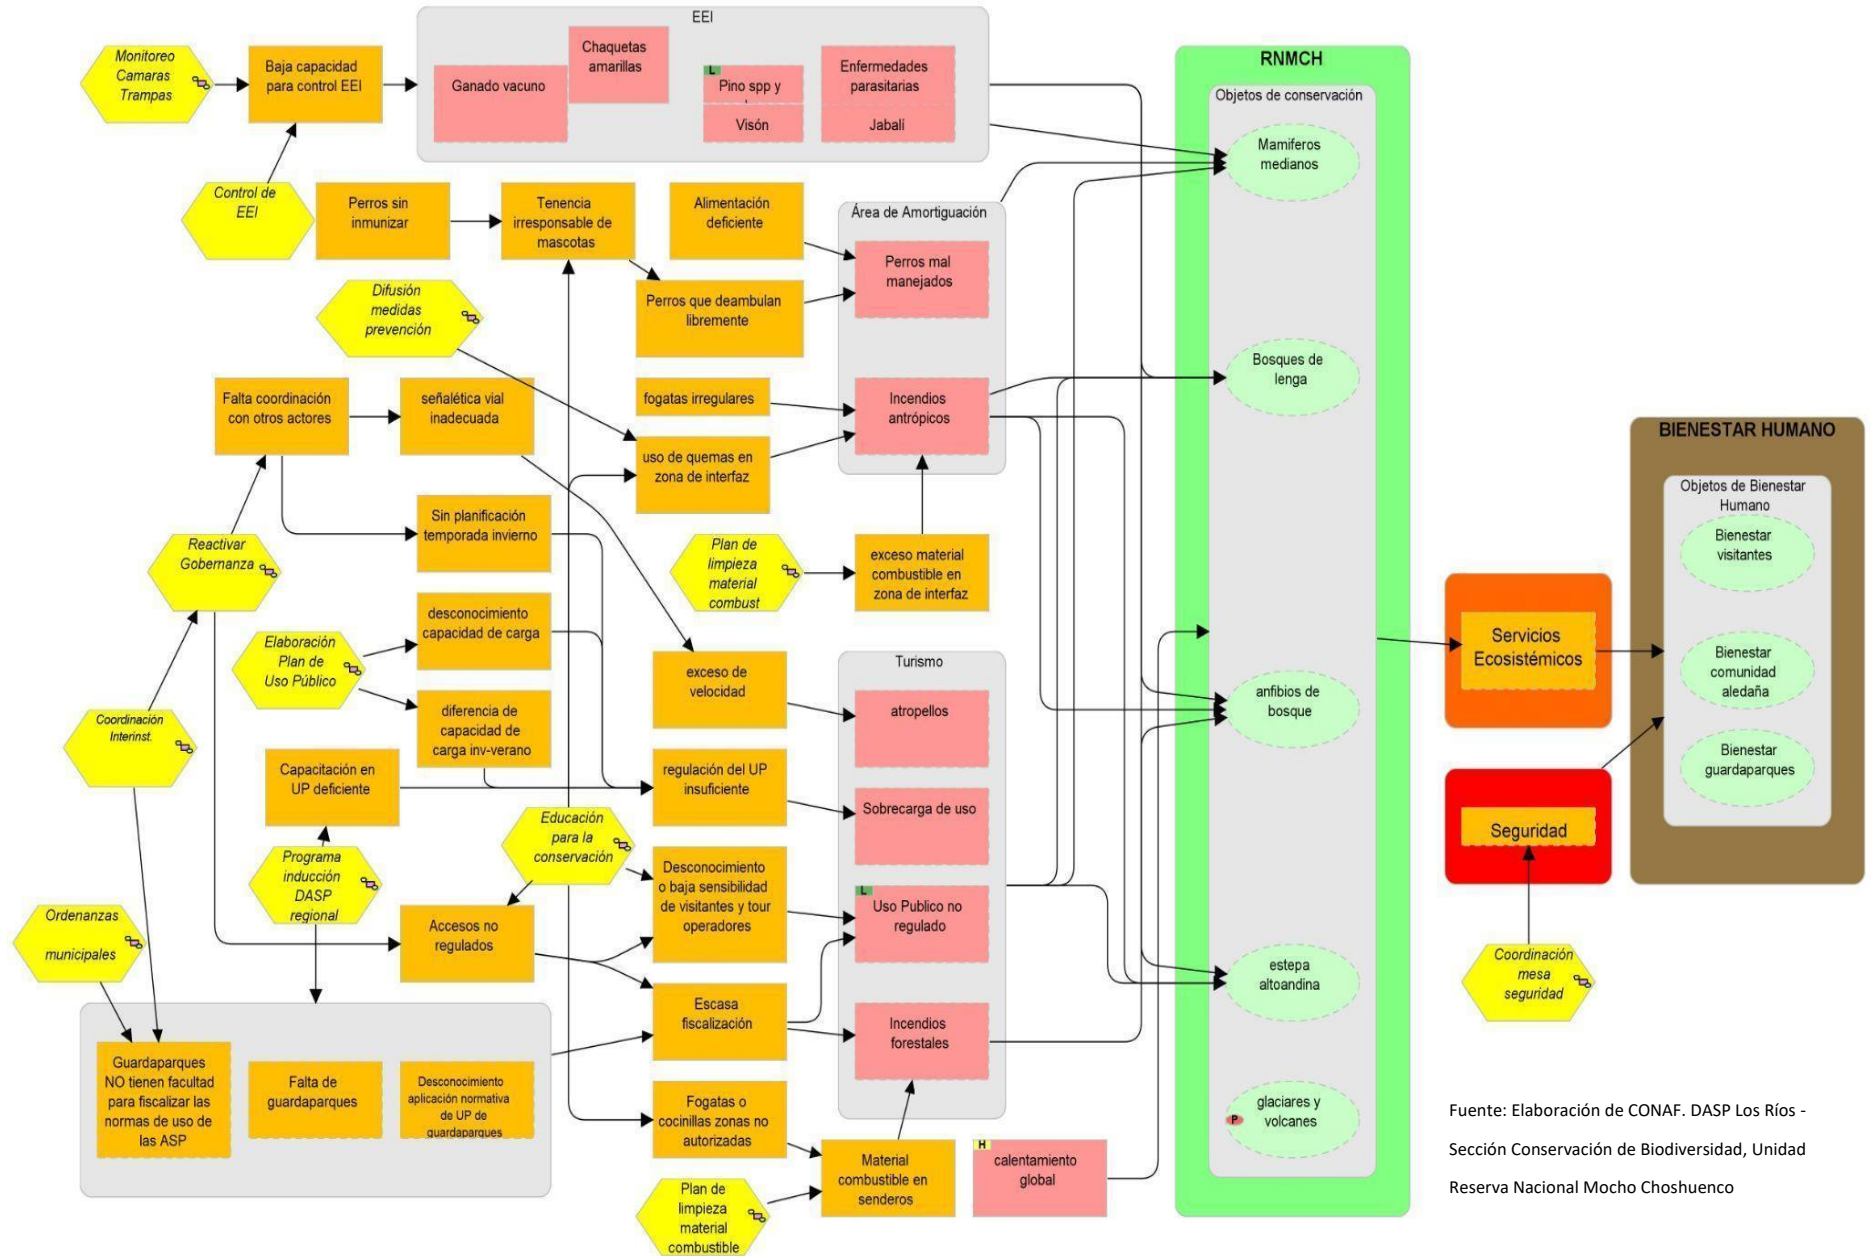 EEI
Monitoreo
Camaras
Trampas
Baja capacidad
para control EEI
Ganado vacuno
Chaquetas
amarillas
L
Pino spp y
Visón
Enfermedades
parasitarias
Jabalí
Control de
EEI
Perros sin
inmunizar
Tenencia
irresponsable de
mascotas
Alimentación
deficiente
Difusión
medidas
prevención
Perros que deambulan
libremente
Área de Amortiguación
Perros mal
manejados
Incendios
antrópicos
Falta coordinación
con otros actores
señalética vial
inadecuada
fogatas irregulares
uso de quemas en
zona de interfaz
Sin planificación
temporada invierno
Reactivar
Gobernanza
Plan de
limpieza
material
combust
exceso material
combustible en
zona de interfaz
desconocimiento
capacidad de carga
Elaboración
Plan de
Uso Público
diferencia de
capacidad de
carga inv-verano
exceso de
velocidad
Coordinación
Interinst.
Capacitación en
UP deficiente
regulación del UP
insuficiente
Turismo
atropellos
Sobrecarga de uso
L
Uso Publico no
regulado
Incendios
forestales
Educación
para la
conservación
Programa
inducción
DASP
regional
Desconocimiento
o baja sensibilidad
de visitantes y tour
operadores
Ordenanzas
municipales
Accesos no
regulados
Escasa
fiscalización
Guardaparques
NO tienen facultad
para fiscalizar las
normas de uso de
las ASP
Falta de
guardaparques
Desconocimiento
aplicación normativa
de UP de
guardaparques
Fogatas o
cocinillas zonas no
autorizadas
Plan de
limpieza
material
combustible
Material
combustible en
senderos
H
calentamiento
global
RNMCH
Objetos de conservación
Mamiferos
medianos
Bosques de
lenga
anfibios de
bosque
estepa
altoandina
P
glaciares y
volcanes
Servicios
Ecosistémicos
Seguridad
Coordinación
mesa
seguridad
BIENESTAR HUMANO
Objetos de Bienestar
Humano
Bienestar
visitantes
Bienestar
comunidad
aledaña
Bienestar
guardaparques
Fuente: Elaboración de CONAF. DASP Los Ríos -
Sección Conservación de Biodiversidad, Unidad
Reserva Nacional Mocho Choshuenco